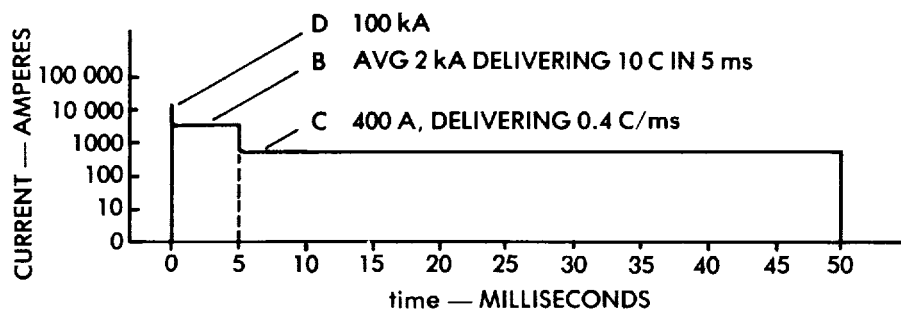 D 100 kA
B AVG 2 kA DELIVERING 10 C IN 5 ms
C 400 A, DELIVERING 0.4 C/ms
CURRENT — AMPERES
100 000
10 000
1000
100
10
0
0 5 10 15 20 25 30 35 40 45 50
time — MILLISECONDS